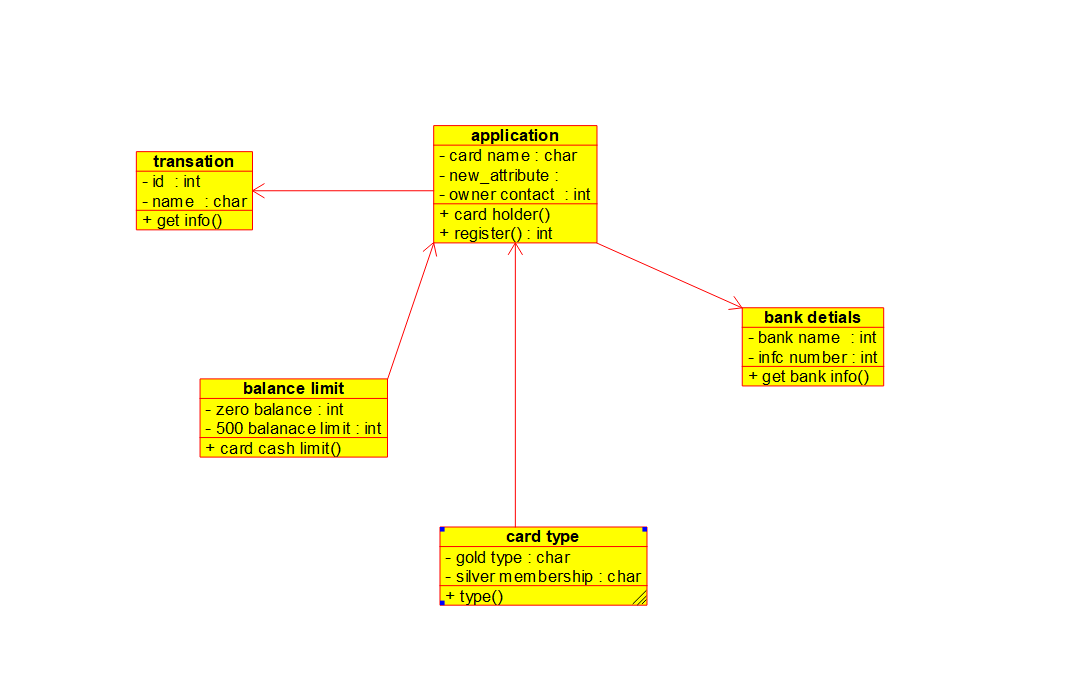 application
- card name : char
- new_attribute :
- owner contact  : int
+ card holder()
+ register() : int
transation
- id  : int
- name  : char
+ get info()
bank detials
- bank name  : int
- infc number : int
+ get bank info()
balance limit
- zero balance : int
- 500 balanace limit : int
+ card cash limit()
card type
- gold type : char
- silver membership : char
+ type()